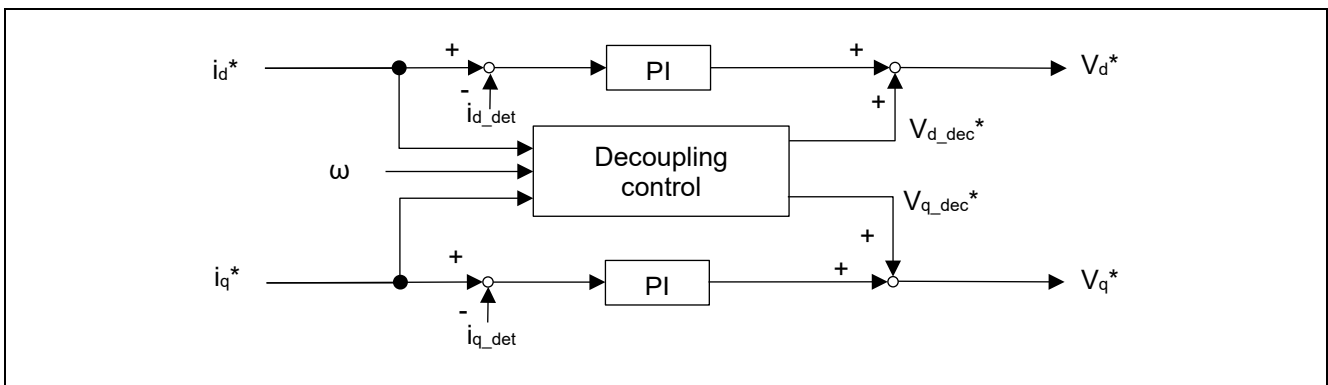 id* + PI + Vd*
- id_det + Vd_dec*
ω Decoupling
control
Vq_dec*
+
iq* + PI + Vq*
- iq_det